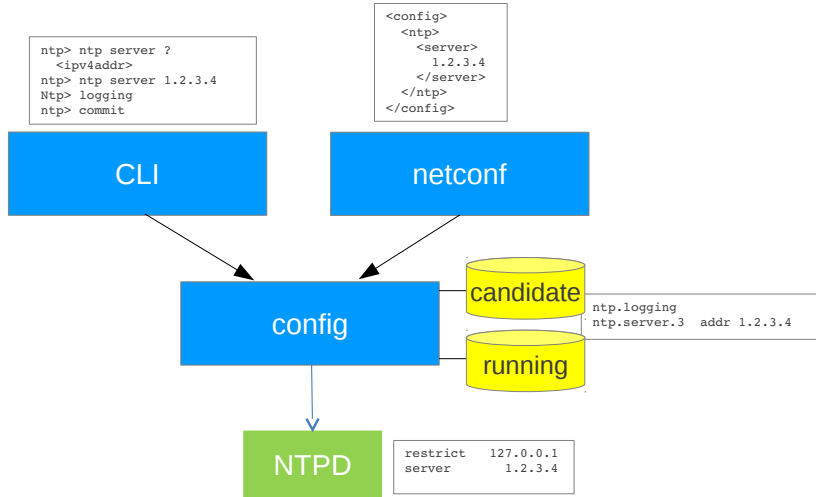 ntp> ntp server ?
<ipv4addr>
ntp> ntp server 1.2.3.4
Ntp> logging
ntp> commit
<config>
<ntp>
<server>
1.2.3.4
</server>
</ntp>
</config>
CLI
netconf
config
candidate
running
ntp.logging
ntp.server.3 addr 1.2.3.4
NTPD
restrict 127.0.0.1
server 1.2.3.4